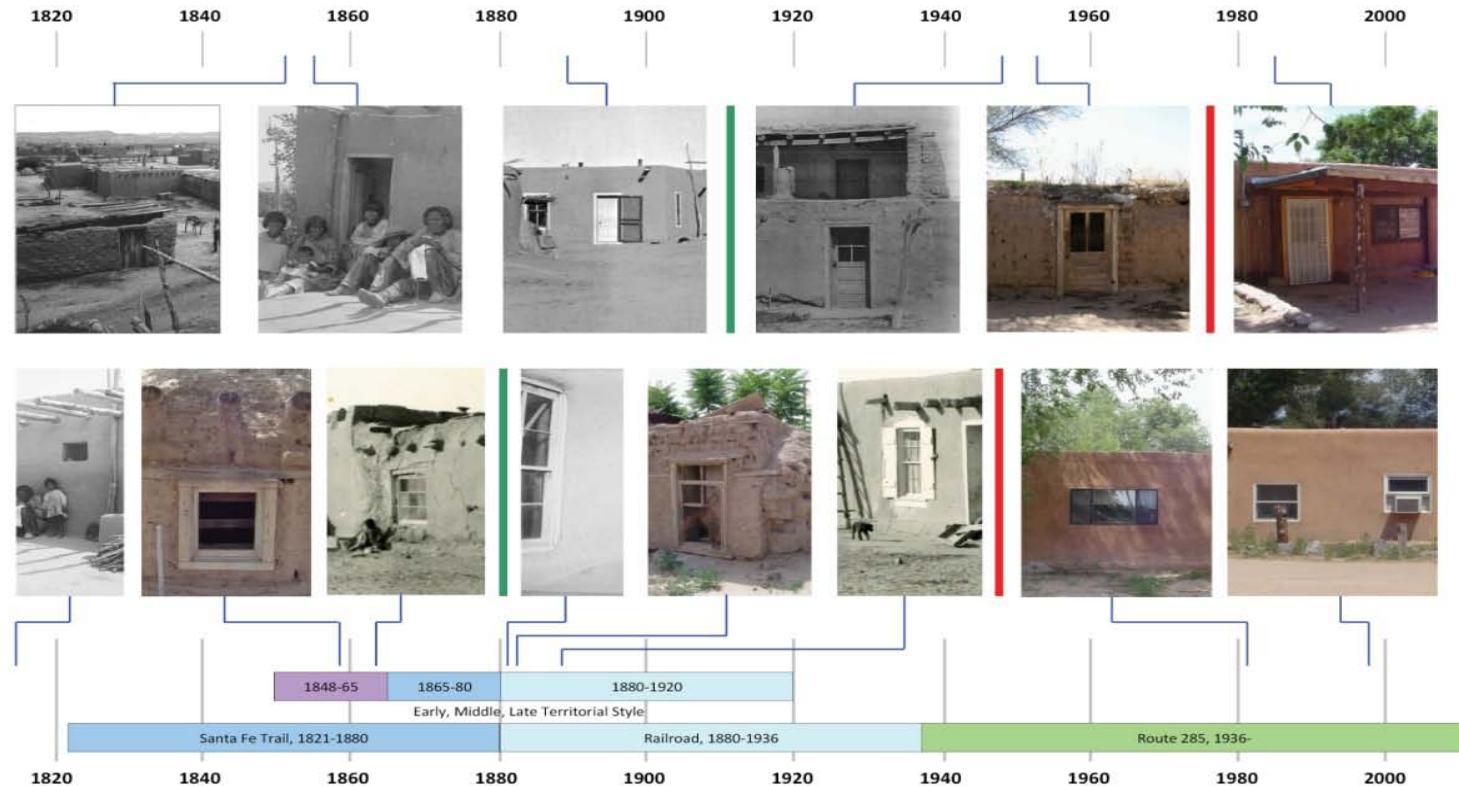 1820 1840 1860 1880 1900 1920 1940 1960 1980 2000
1848-65 1865-80 1880-1920
Early, Middle, Late Territorial Style
Santa Fe Trail, 1821-1880 Railroad, 1880-1936 Route 285, 1936-
1820 1840 1860 1880 1900 1920 1940 1960 1980 2000